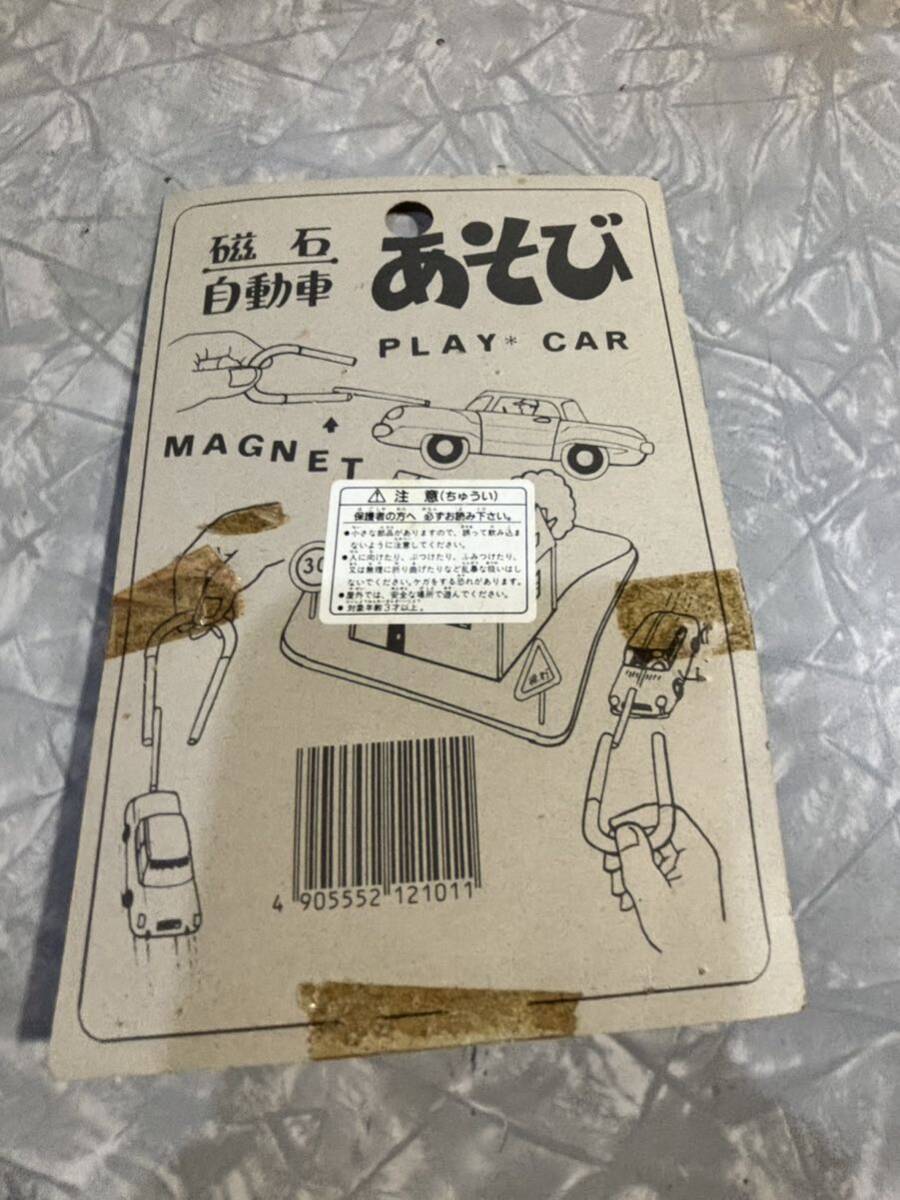 磁石
自動車
あそび
PLAY* CAR
MAGNET
⚠ 注意(ちゅうい)
保護者の方へ 必ずお読み下さい。
●小さな部品がありますので、誤って飲み込ま
ないように注意してください。
●人に向けたり、ぶつけたり、ふみつけたり、
又は無理に折り曲げたりなど乱暴な扱いはし
ないでください。ケガをする恐れがあります。
●屋外では、安全な場所で遊んでください。
●対象年齢3才以上。
30
4 905552 121011